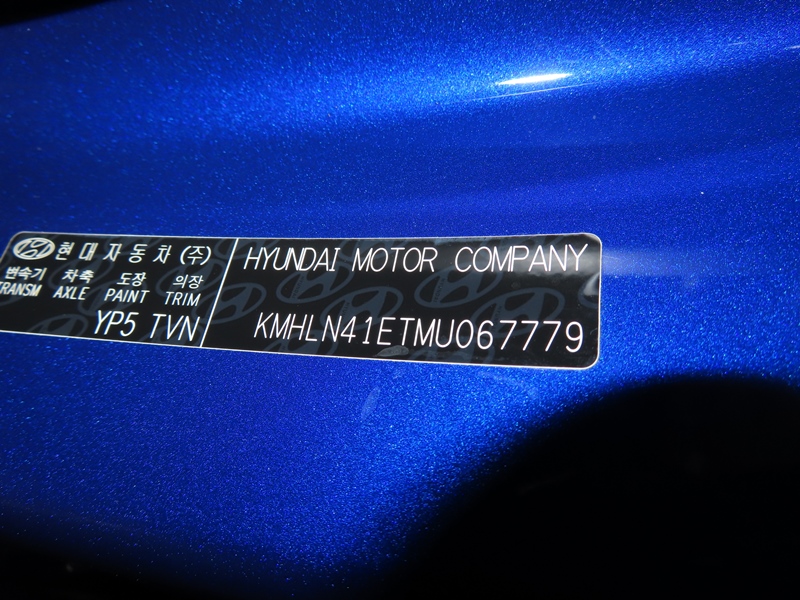 현대자동차(주)
변속기 차축 도장 의장
TRANSM AXLE PAINT TRIM
YP5 TVN
HYUNDAI MOTOR COMPANY
KMHLN41ETMU067779